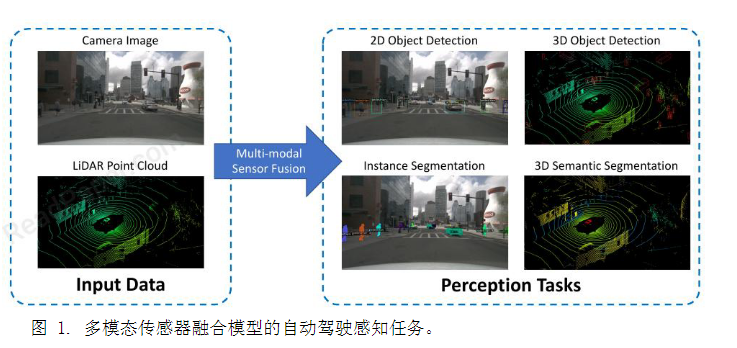 Camera Image
LiDAR Point Cloud
Input Data
Multi-modal
Sensor Fusion
2D Object Detection
3D Object Detection
Instance Segmentation
3D Semantic Segmentation
Perception Tasks
图 1. 多模态传感器融合模型的自动驾驶感知任务。